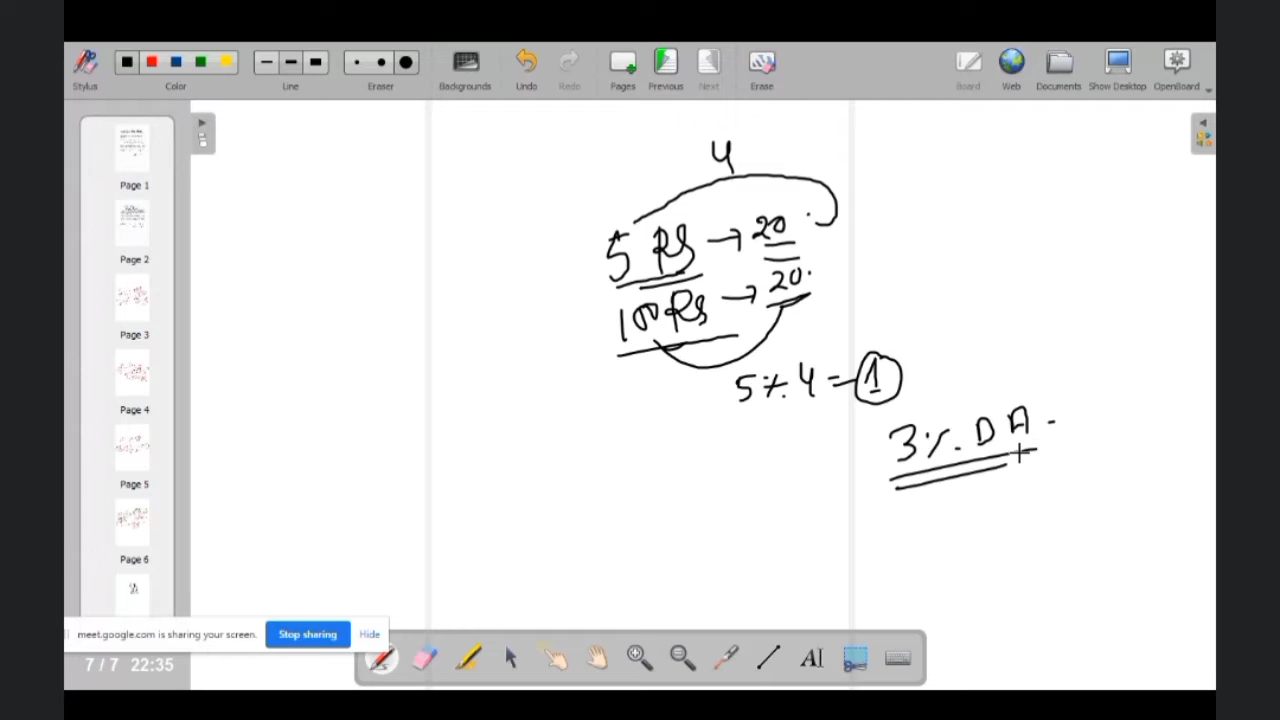 Stylus
Color
Line
Eraser
Backgrounds
Undo
Redo
Pages
Previous
Next
Erase
Board
Web
Documents
Show Desktop
OpenBoard
Page 1
Page 2
Page 3
Page 4
Page 5
Page 6
4
5 Rs → 20
100 Rs → 20.
5 % 4 = 1
3 % DA.
meet.google.com is sharing your screen. Stop sharing Hide
7 / 7 22:35
AI